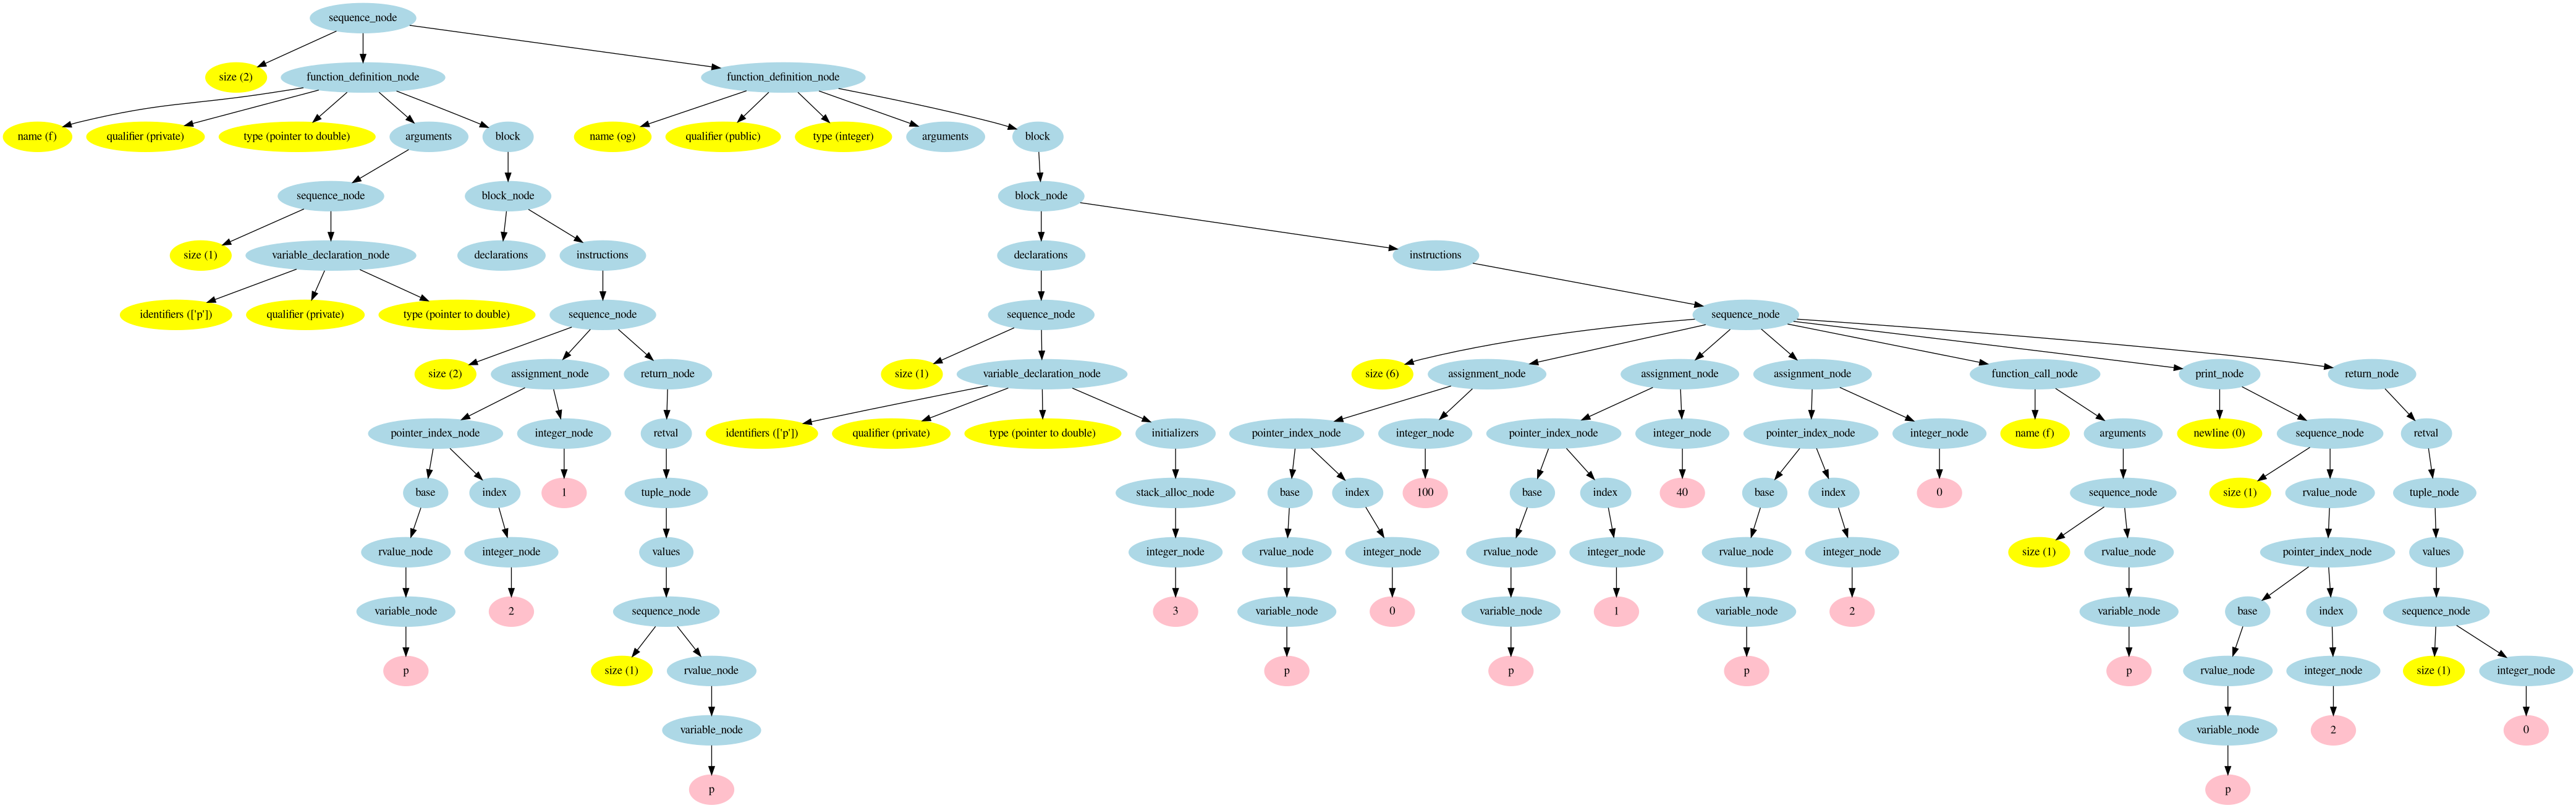 sequence_node
size (2)
function_definition_node
function_definition_node
name (f)
qualifier (private)
type (pointer to double)
arguments
block
name (og)
qualifier (public)
type (integer)
arguments
block
sequence_node
block_node
block_node
size (1)
variable_declaration_node
declarations
instructions
declarations
instructions
identifiers (['p'])
qualifier (private)
type (pointer to double)
sequence_node
sequence_node
sequence_node
size (2)
assignment_node
return_node
size (1)
variable_declaration_node
size (6)
assignment_node
assignment_node
assignment_node
function_call_node
print_node
return_node
pointer_index_node
integer_node
retval
identifiers (['p'])
qualifier (private)
type (pointer to double)
initializers
pointer_index_node
integer_node
pointer_index_node
integer_node
pointer_index_node
integer_node
name (f)
arguments
newline (0)
sequence_node
retval
base
index
1
tuple_node
stack_alloc_node
base
index
100
base
index
40
base
index
0
sequence_node
size (1)
rvalue_node
tuple_node
rvalue_node
integer_node
values
integer_node
rvalue_node
integer_node
rvalue_node
integer_node
rvalue_node
integer_node
size (1)
rvalue_node
pointer_index_node
values
variable_node
2
sequence_node
3
variable_node
0
variable_node
1
variable_node
2
variable_node
base
index
sequence_node
p
size (1)
rvalue_node
p
p
p
p
rvalue_node
integer_node
size (1)
integer_node
variable_node
variable_node
2
0
p
p